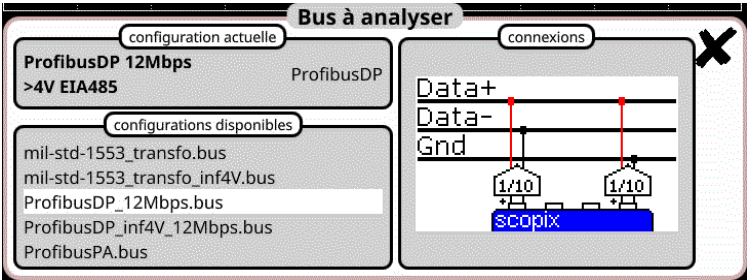 Bus à analyser
configuration actuelle
ProfibusDP 12Mbps
>4V EIA485
ProfibusDP
configurations disponibles
mil-std-1553_transfo.bus
mil-std-1553_transfo_inf4V.bus
ProfibusDP_12Mbps.bus
ProfibusDP_inf4V_12Mbps.bus
ProfibusPA.bus
connexions
Data+
Data-
Gnd
1/10
1/10
+
+
scopix